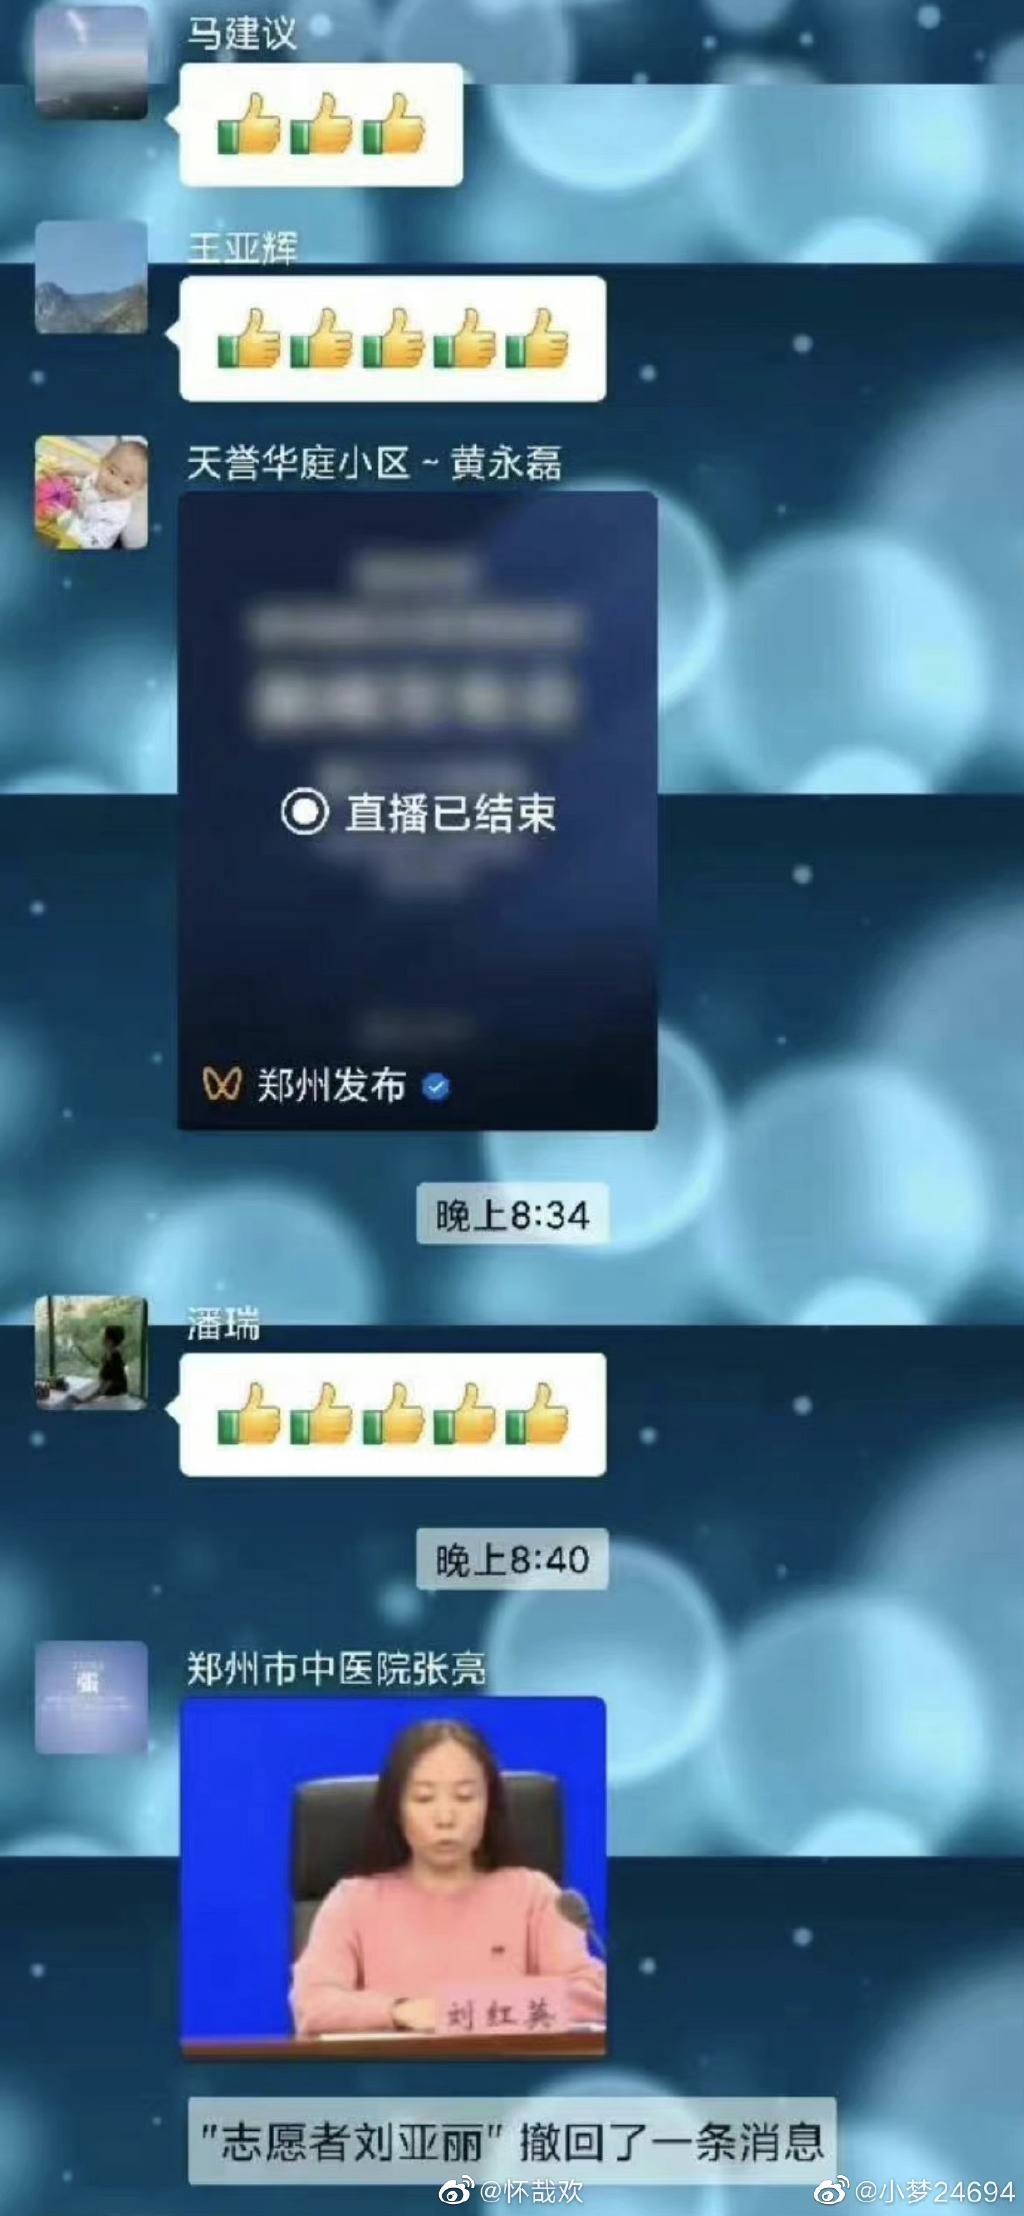 马建议
王亚辉
天誉华庭小区~黄永磊
直播已结束
郑州发布
晚上8:34
潘瑞
晚上8:40
郑州市中医院张亮
張
刘红英
"志愿者刘亚丽"撤回了一条消息
@怀哉欢
@小梦24694